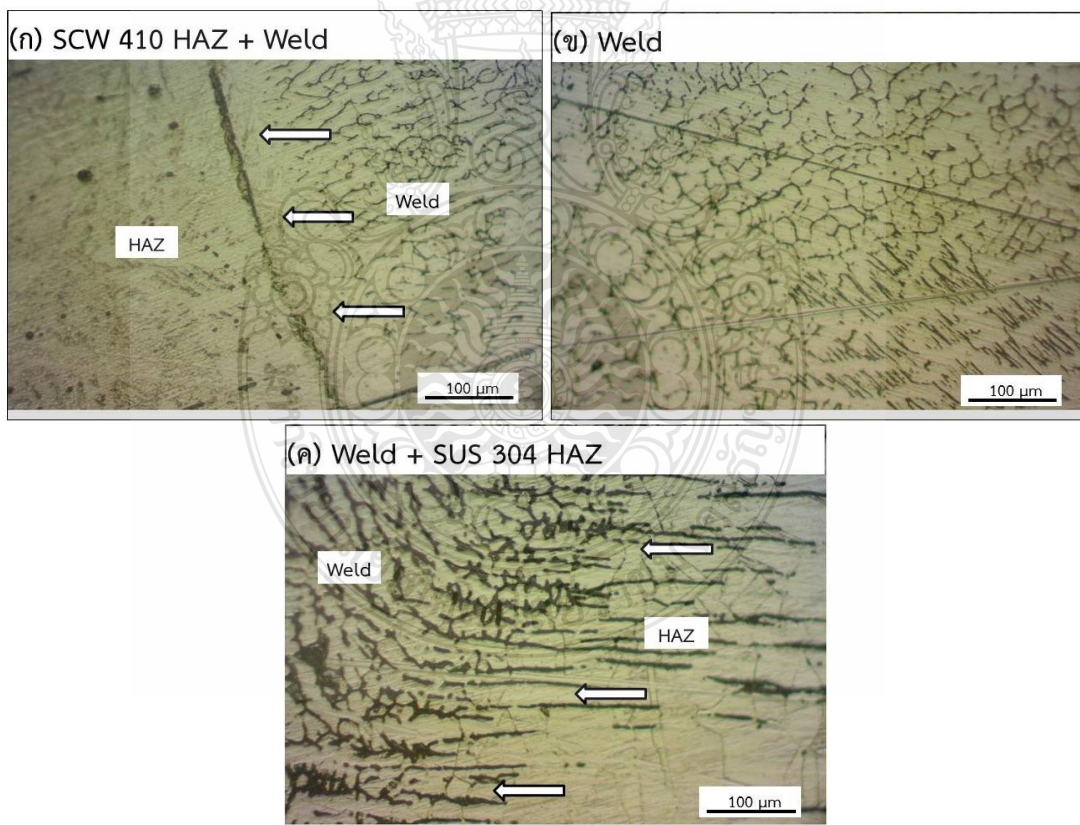 (ก) SCW 410 HAZ + Weld
(ข) Weld
HAZ
Weld
100 µm
100 µm
(ค) Weld + SUS 304 HAZ
Weld
HAZ
100 µm